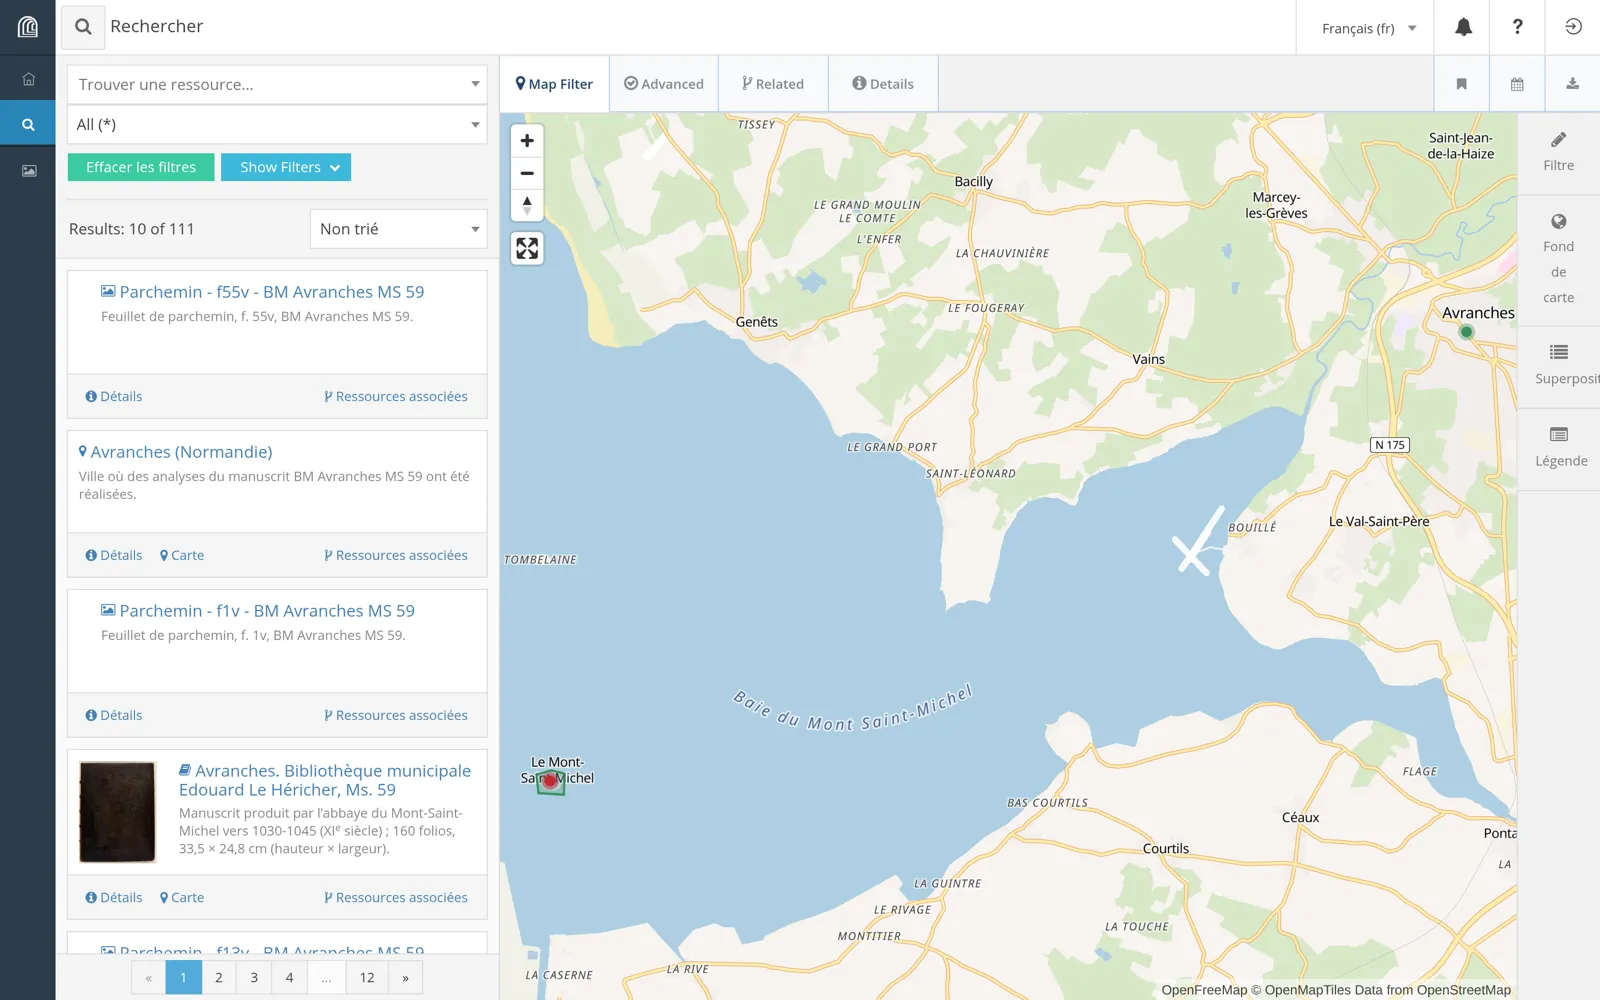 Rechercher
Français (fr)
?
Trouver une ressource...
All (*)
Effacer les filtres
Show Filters
Results: 10 of 111
Non trié
Parchemin - f55v - BM Avranches MS 59
Feuillet de parchemin, f. 55v, BM Avranches MS 59.
Détails
Ressources associées
Avranches (Normandie)
Ville où des analyses du manuscrit BM Avranches MS 59 ont été
réalisées.
Détails
Carte
Ressources associées
Parchemin - f1v - BM Avranches MS 59
Feuillet de parchemin, f. 1v, BM Avranches MS 59.
Détails
Ressources associées
Avranches. Bibliothèque municipale
Edouard Le Héricher, Ms. 59
Manuscrit produit par l’abbaye du Mont-Saint-
Michel vers 1030-1045 (XIe siècle) ; 160 folios,
33,5 × 24,8 cm (hauteur × largeur).
Détails
Carte
Ressources associées
Parchemin - f13v - BM Avranches MS 59
« 1 2 3 4 ... 12 »
Map Filter
Advanced
Related
Details
TISSEY
Saint-Jean-
de-la-Haize
Bacilly
LE GRAND MOULIN
LE COMTE
Marcey-
les-Grèves
L'ENFER
LA CHAUVINIÈRE
LE FOUGERAY
Genêts
Avranches
Vains
LE GRAND PORT
SAINT-LÉONARD
N 175
BOUILLÉ
Le Val-Saint-Père
TOMBELAINE
Baie du Mont Saint-Michel
Le Mont-
Saint-Michel
FLAGE
BAS COURTILS
Céaux
Ponta
Courtils
LA
LA GUINTRE
LE RIVAGE
LA TOUCHE
MONTITIER
LA RIVE
LA CASERNE
OpenFreeMap © OpenMapTiles Data from OpenStreetMap
Filtre
Fond
de
carte
Superposit
Légende